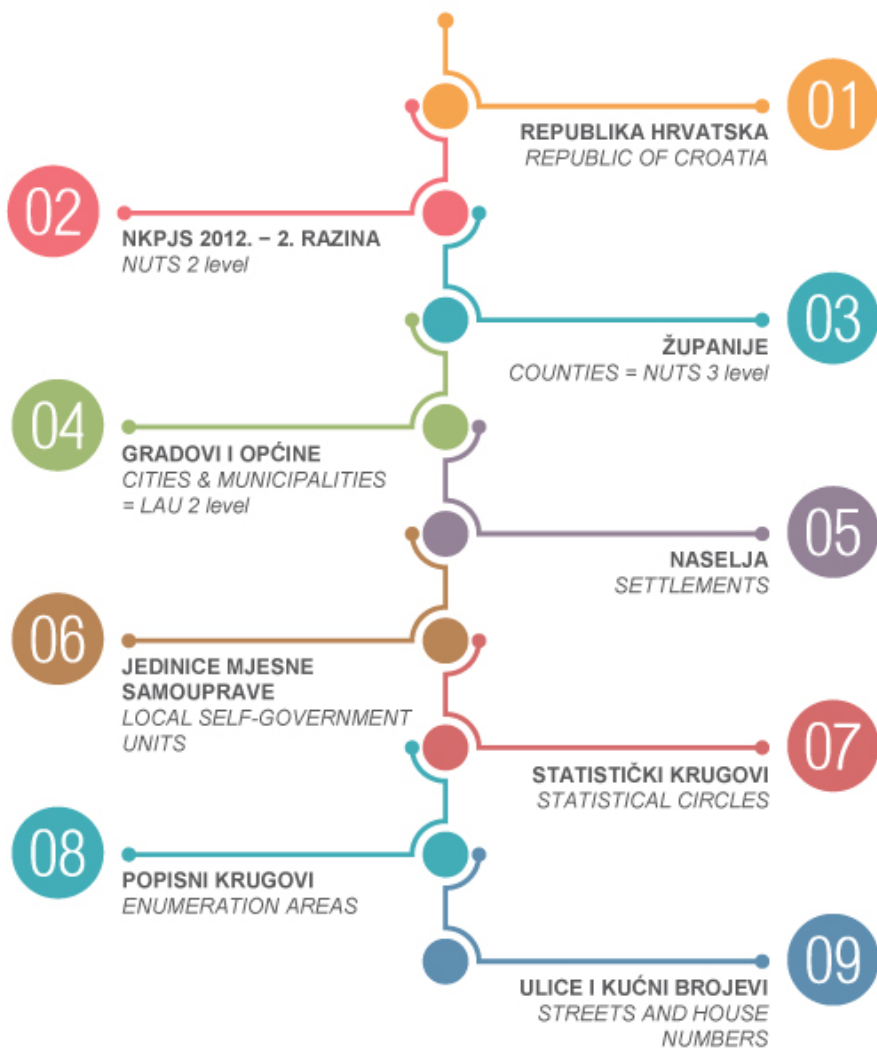 01
REPUBLIKA HRVATSKA
REPUBLIC OF CROATIA
02
NKPJS 2012. – 2. RAZINA
NUTS 2 level
03
ŽUPANIJE
COUNTIES = NUTS 3 level
04
GRADOVI I OPĆINE
CITIES & MUNICIPALITIES
= LAU 2 level
05
NASELJA
SETTLEMENTS
06
JEDINICE MJESNE
SAMOUPRAVE
LOCAL SELF-GOVERNMENT
UNITS
07
STATISTIČKI KRUGOVI
STATISTICAL CIRCLES
08
POPISNI KRUGOVI
ENUMERATION AREAS
09
ULICE I KUĆNI BROJEVI
STREETS AND HOUSE
NUMBERS